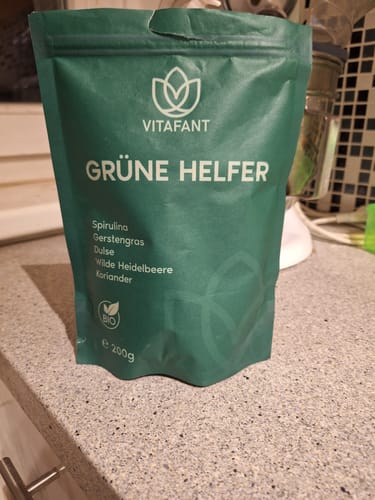 VITAFANT
GRÜNE HELFER
Spirulina
Gerstengras
Dulse
Wilde Heidelbeere
Koriander
BIO
℮ 200g